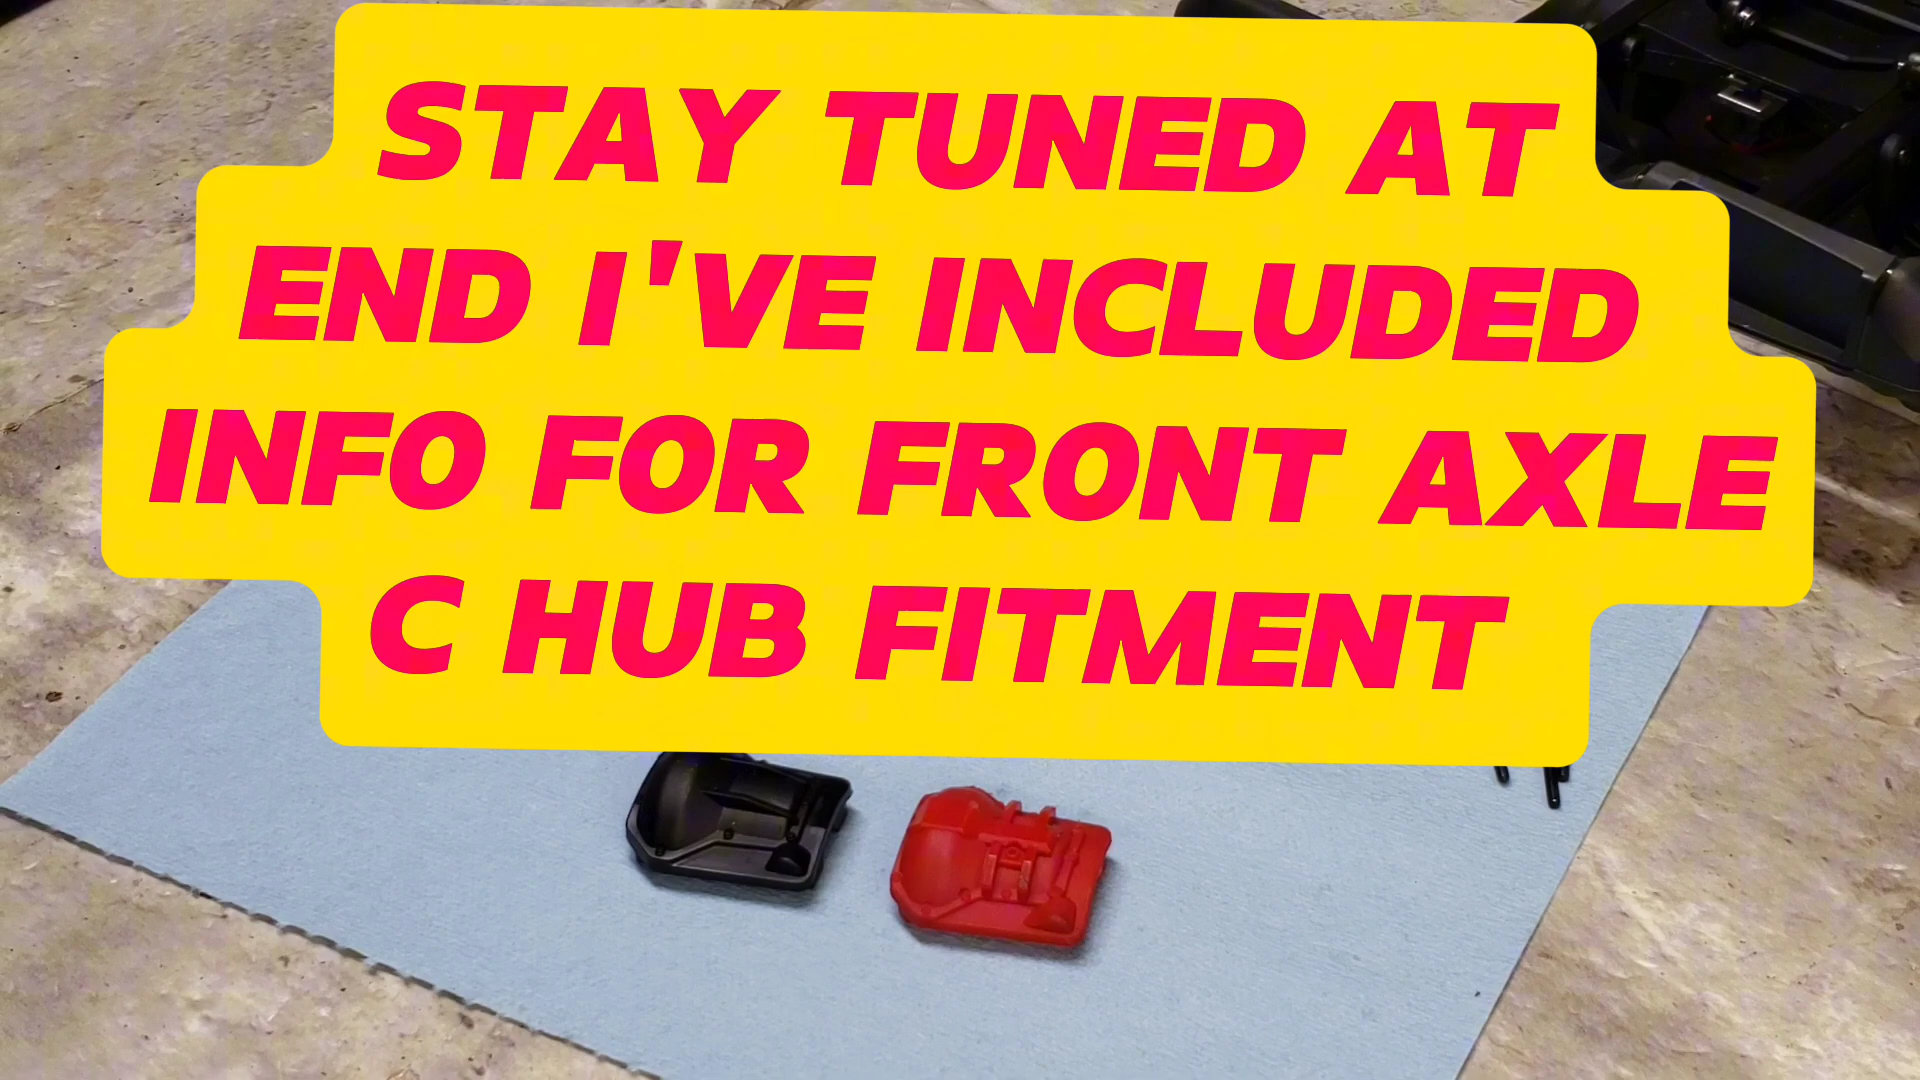 STAY TUNED AT
END I'VE INCLUDED
INFO FOR FRONT AXLE
C HUB FITMENT